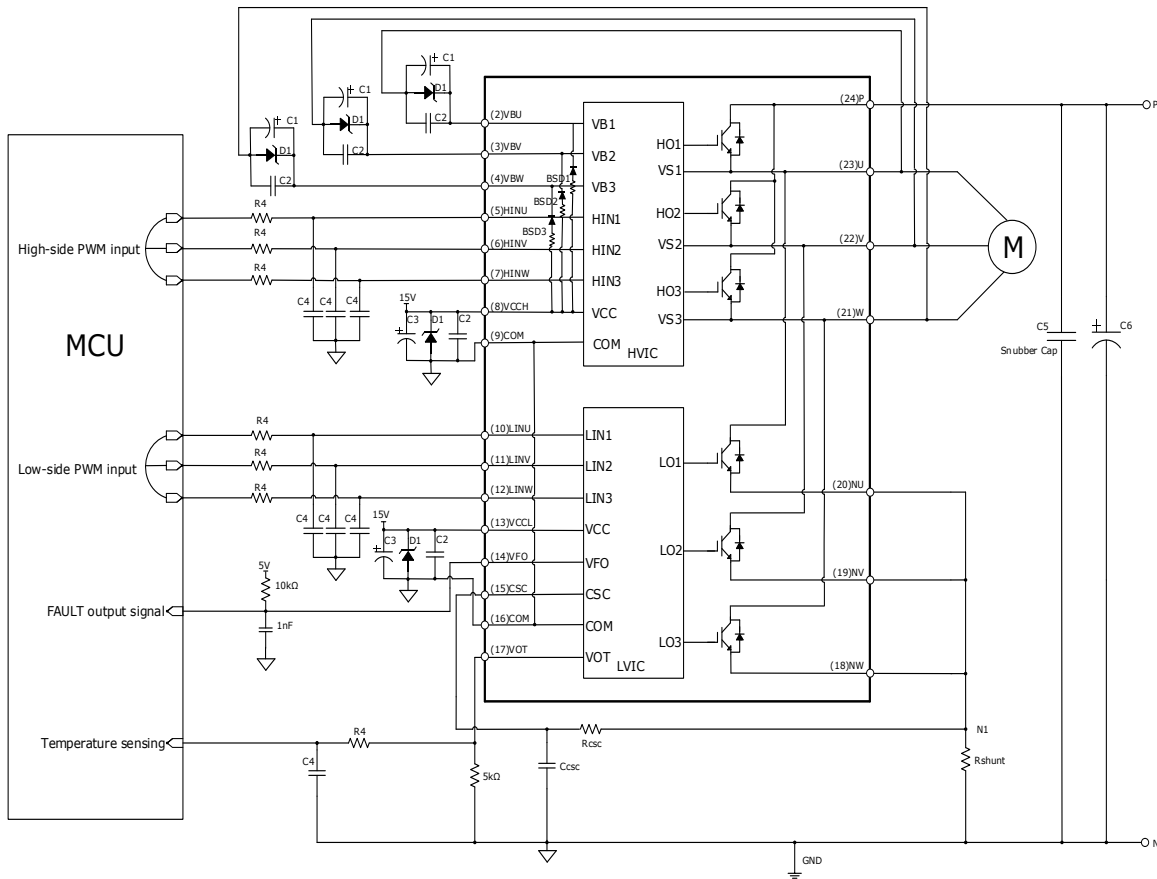 C1
D1
C2
C1
D1
C2
C1
D1
C2
MCU
High-side PWM input
R4
R4
R4
C4 C4 C4
15V
C3
D1
C2
(2)VBU
(3)VBV
(4)VBW
(5)HINU
(6)HINV
(7)HINW
(8)VCCH
(9)COM
BSD1
BSD2
BSD3
VB1
VB2
VB3
HIN1
HIN2
HIN3
VCC
COM
HVIC
HO1
VS1
HO2
VS2
HO3
VS3
(24)P
(23)U
(22)V
(21)W
M
P
C5
Snubber Cap
C6
Low-side PWM input
R4
R4
R4
C4 C4 C4
15V
C3
D1
C2
(10)LINU
(11)LINV
(12)LINW
(13)VCCL
(14)VFO
(15)CSC
(16)COM
(17)VOT
LIN1
LIN2
LIN3
VCC
VFO
CSC
COM
VOT
LVIC
LO1
LO2
LO3
(20)NU
(19)NV
(18)NW
5V
10kΩ
FAULT output signal
1nF
Temperature sensing
R4
C4
5kΩ
Ccsc
Rcsc
N1
Rshunt
GND
N